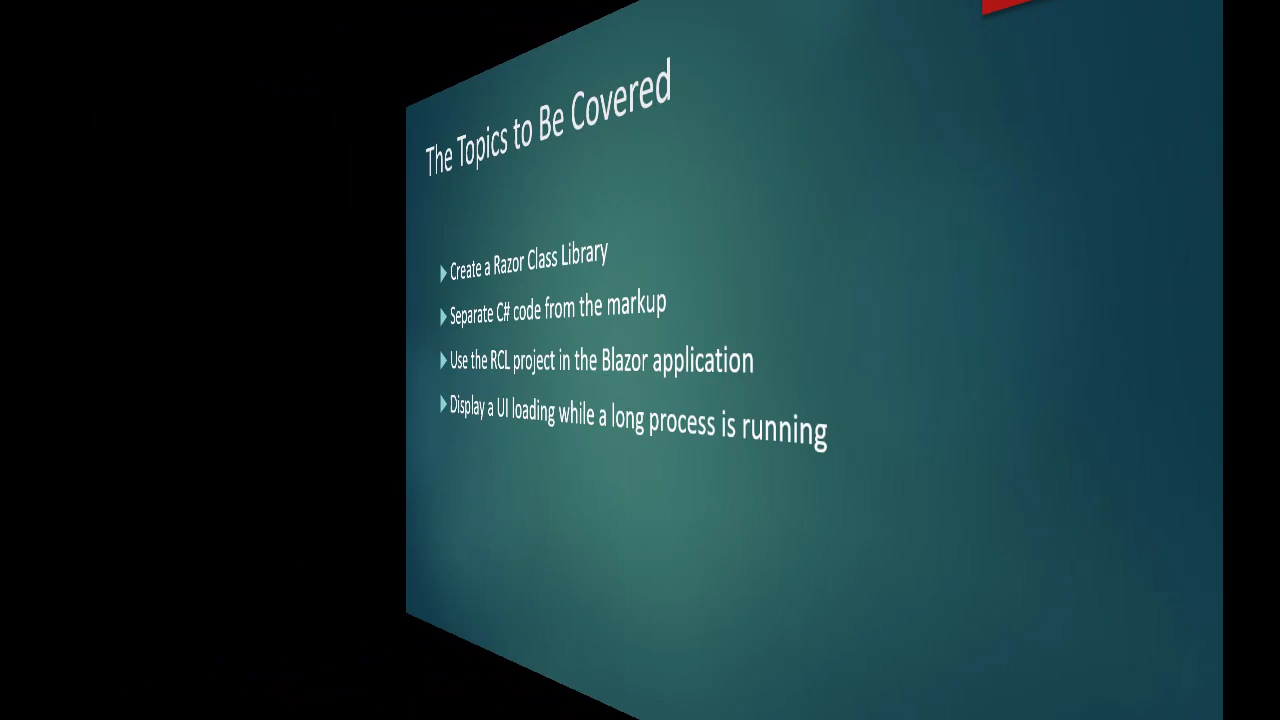 The Topics to Be Covered
Create a Razor Class Library
Separate C# code from the markup
Use the RCL project in the Blazor application
Display a UI loading while a long process is running